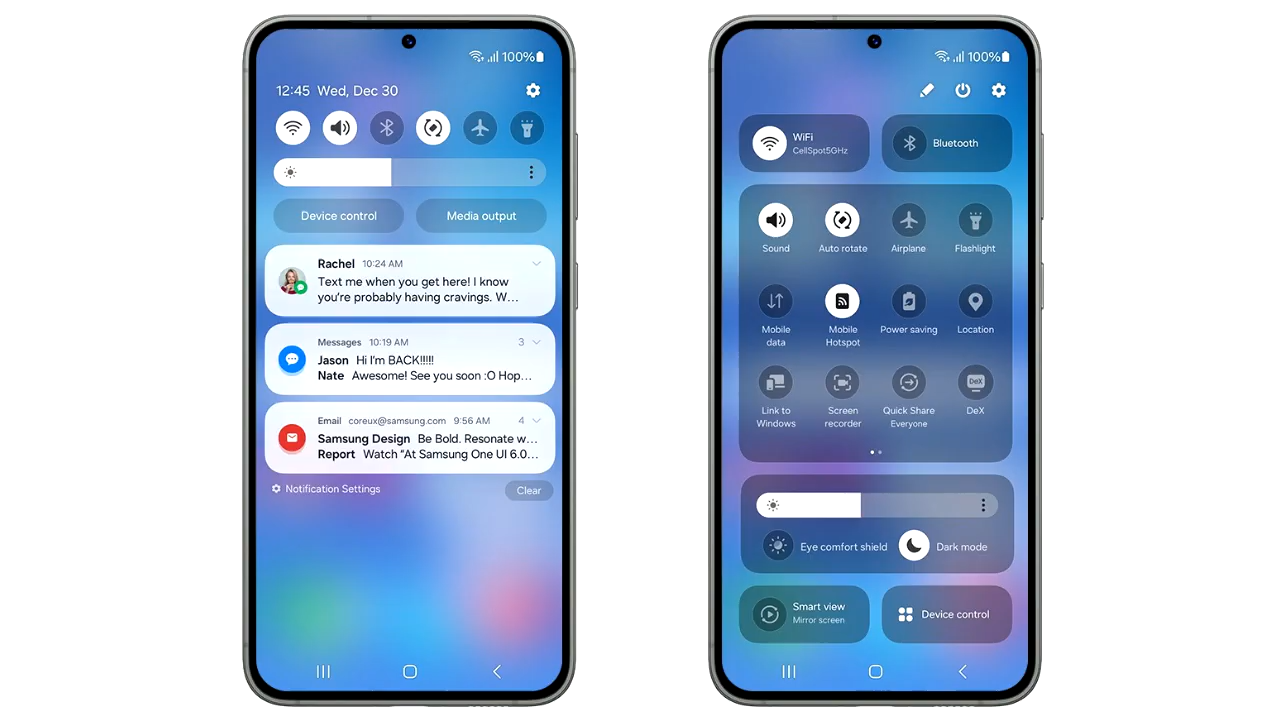 100%
12:45 Wed, Dec 30
Device control
Media output
Rachel 10:24 AM
Text me when you get here! I know
you're probably having cravings. W...
Messages 10:19 AM 3
Jason Hi I'm BACK!!!!!
Nate Awesome! See you soon :O Hop...
Email coreux@samsung.com 9:56 AM 4
Samsung Design Be Bold. Resonate w...
Report Watch “At Samsung One UI 6.0...
Notification Settings
Clear
100%
WiFi
CellSpot5GHz
Bluetooth
Sound
Auto rotate
Airplane
Flashlight
Mobile
data
Mobile
Hotspot
Power saving
Location
Link to
Windows
Screen
recorder
Quick Share
Everyone
DeX
DeX
Eye comfort shield
Dark mode
Smart view
Mirror screen
Device control